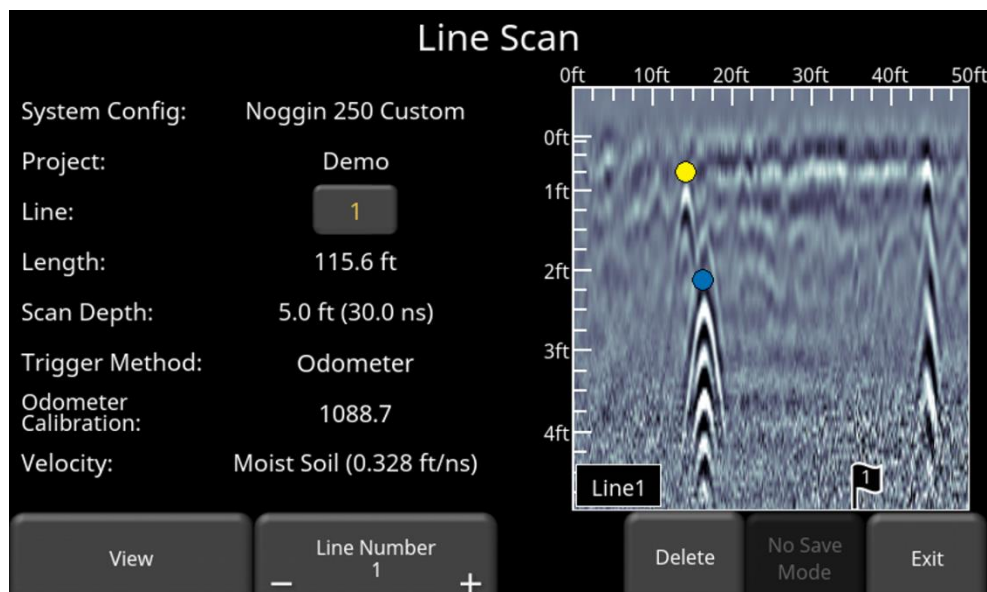 Line Scan
System Config: Noggin 250 Custom
Project: Demo
Line: 1
Length: 115.6 ft
Scan Depth: 5.0 ft (30.0 ns)
Trigger Method: Odometer
Odometer
Calibration: 1088.7
Velocity: Moist Soil (0.328 ft/ns)
0ft 10ft 20ft 30ft 40ft 50ft
0ft
1ft
2ft
3ft
4ft
Line1
1
View
Line Number
1
− +
Delete
No Save
Mode
Exit